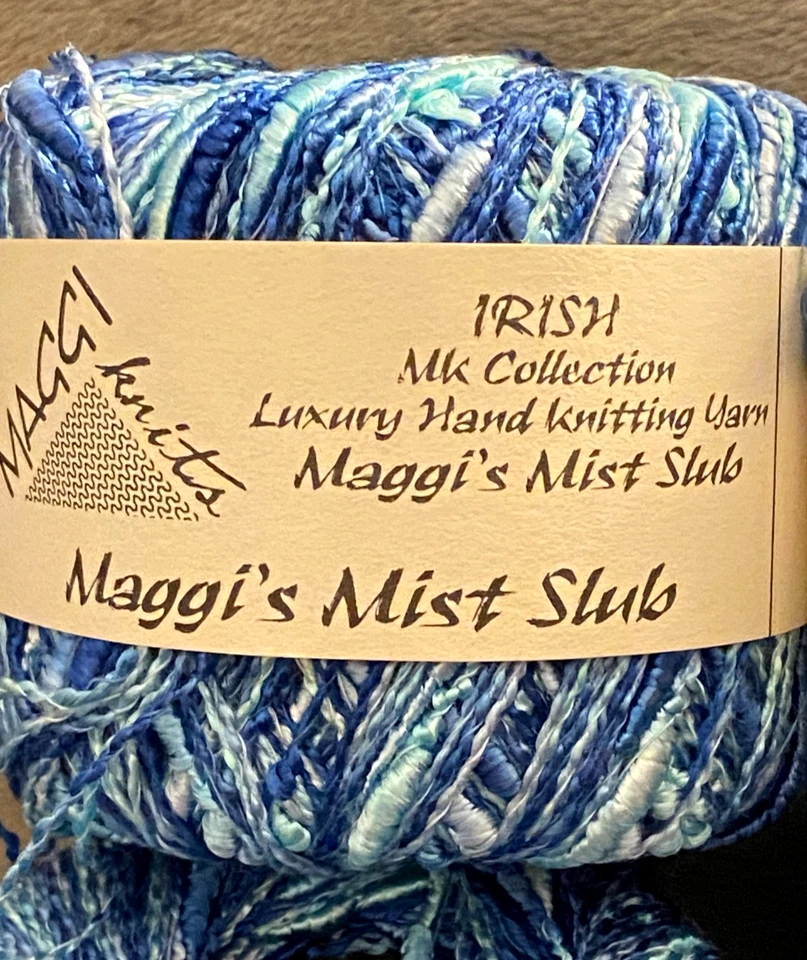 MAGGI
knits
IRISH
MK Collection
Luxury Hand Knitting Yarn
Maggi's Mist Slub
Maggi's Mist Slub